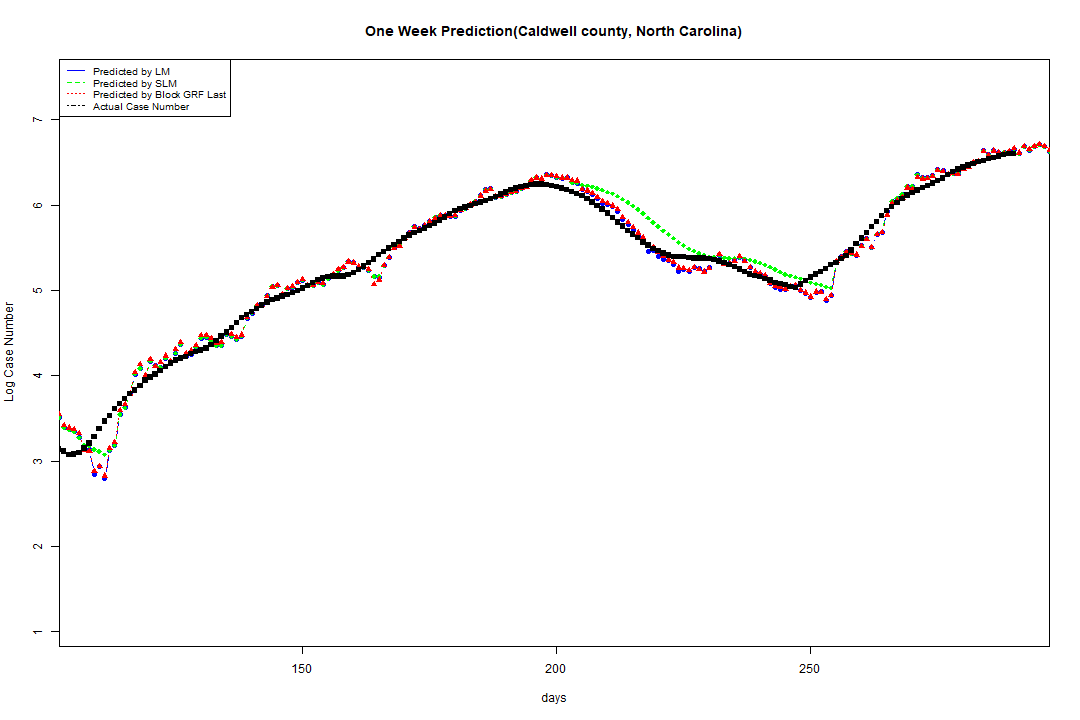 One Week Prediction(Caldwell county, North Carolina)
Predicted by LM
Predicted by SLM
Predicted by Block GRF Last
Actual Case Number
7
6
5
4
3
2
1
Log Case Number
150 200 250
days